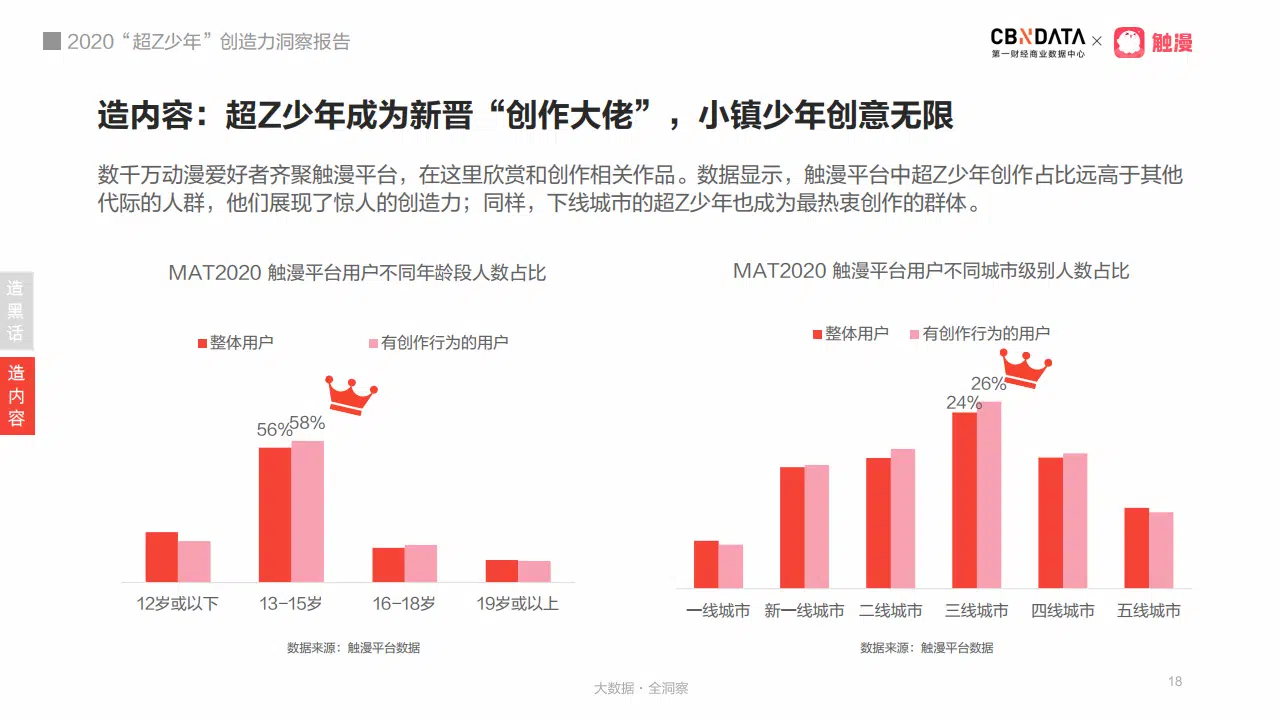 2020“超Z少年”创造力洞察报告
CBNDATA × 触漫
第一财经商业数据中心
造内容：超Z少年成为新晋“创作大佬”，小镇少年创意无限
数千万动漫爱好者齐聚触漫平台，在这里欣赏和创作相关作品。数据显示，触漫平台中超Z少年创作占比远高于其他
代际的人群，他们展现了惊人的创造力；同样，下线城市的超Z少年也成为最热衷创作的群体。
造黑话
造内容
MAT2020 触漫平台用户不同年龄段人数占比
整体用户 有创作行为的用户
56% 58%
12岁或以下 13-15岁 16-18岁 19岁或以上
数据来源：触漫平台数据
MAT2020 触漫平台用户不同城市级别人数占比
整体用户 有创作行为的用户
24% 26%
一线城市 新一线城市 二线城市 三线城市 四线城市 五线城市
数据来源：触漫平台数据
大数据·全洞察
18